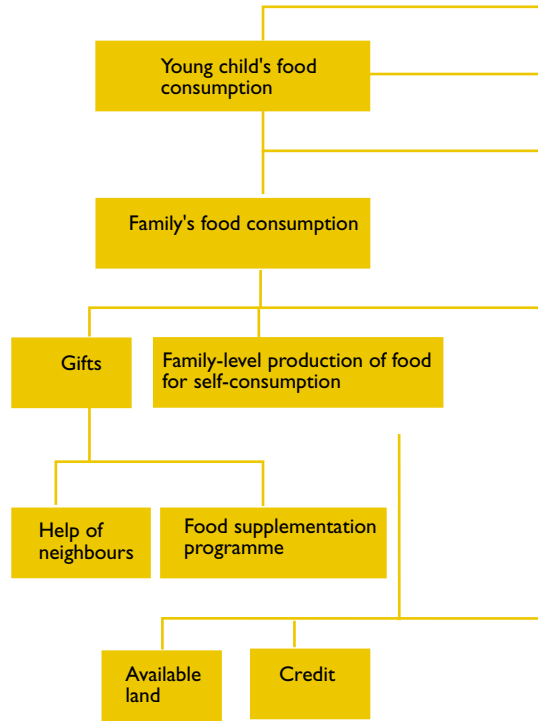 Young child's food
consumption
Family's food consumption
Gifts
Family-level production of food
for self-consumption
Help of
neighbours
Food supplementation
programme
Available
land
Credit